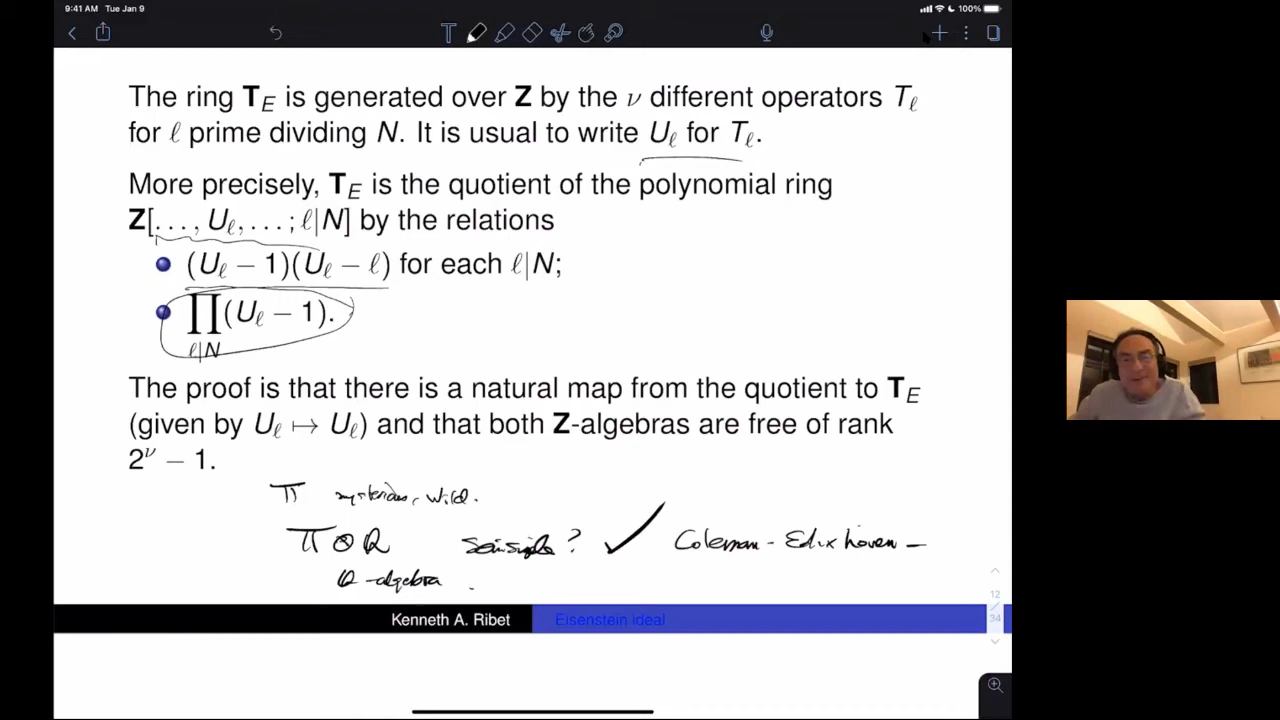 9:41 AM Tue Jan 9
100%
The ring T_E is generated over Z by the ν different operators T_ℓ
for ℓ prime dividing N. It is usual to write U_ℓ for T_ℓ.
More precisely, T_E is the quotient of the polynomial ring
Z[. . . , U_ℓ, . . . ; ℓ|N] by the relations
(U_ℓ − 1)(U_ℓ − ℓ) for each ℓ|N;
∏(U_ℓ − 1).
ℓ|N
The proof is that there is a natural map from the quotient to T_E
(given by U_ℓ ↦ U_ℓ) and that both Z-algebras are free of rank
2^ν − 1.
𝕋 mysterious, wild.
𝕋 ⊗ Q semisimple? ✓ Coleman - Edixhoven –
Q-algebra
12
/
34
Kenneth A. Ribet
Eisenstein ideal